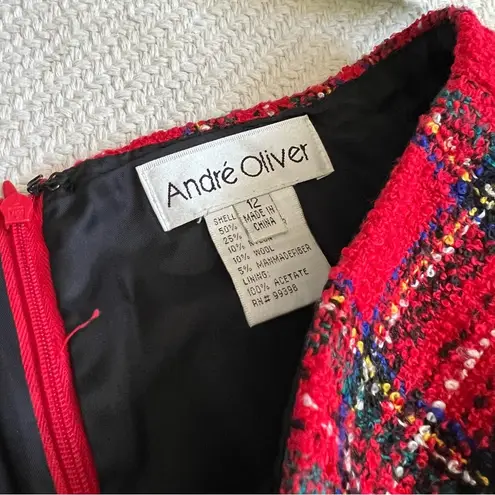 André Oliver
12
MADE IN
CHINA
SHELL
50%
25%
10%
10% WOOL
5% MANMADEFIBER
LINING:
100% ACETATE
RN# 99398